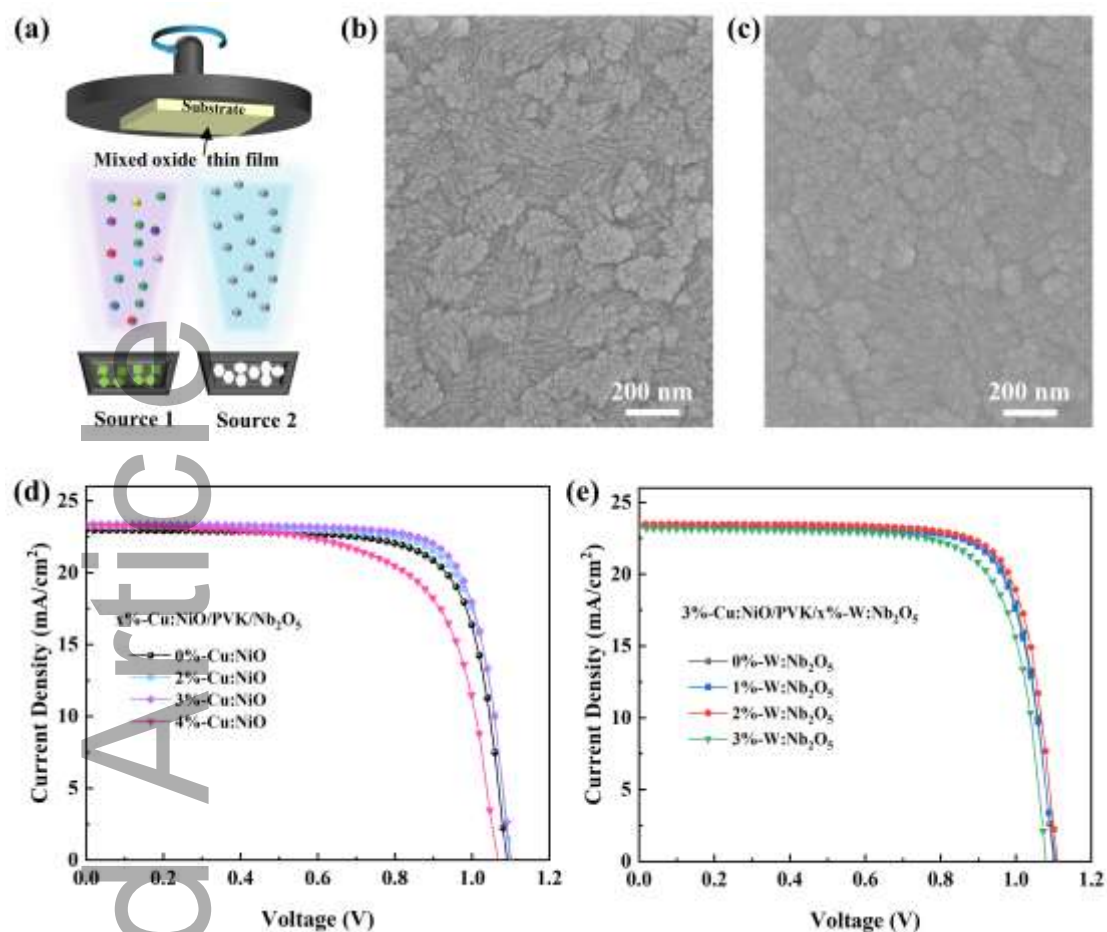 (a)
Substrate
Mixed oxide thin film
Source 1
Source 2
(b)
200 nm
(c)
200 nm
(d)
Current Density (mA/cm²)
25
20
15
10
5
0
x%-Cu:NiO/PVK/Nb₂O₅
0%-Cu:NiO
2%-Cu:NiO
3%-Cu:NiO
4%-Cu:NiO
0.0 0.2 0.4 0.6 0.8 1.0 1.2
Voltage (V)
(e)
Current Density (mA/cm²)
25
20
15
10
5
0
3%-Cu:NiO/PVK/x%-W:Nb₂O₅
0%-W:Nb₂O₅
1%-W:Nb₂O₅
2%-W:Nb₂O₅
3%-W:Nb₂O₅
0.0 0.2 0.4 0.6 0.8 1.0 1.2
Voltage (V)
d Article